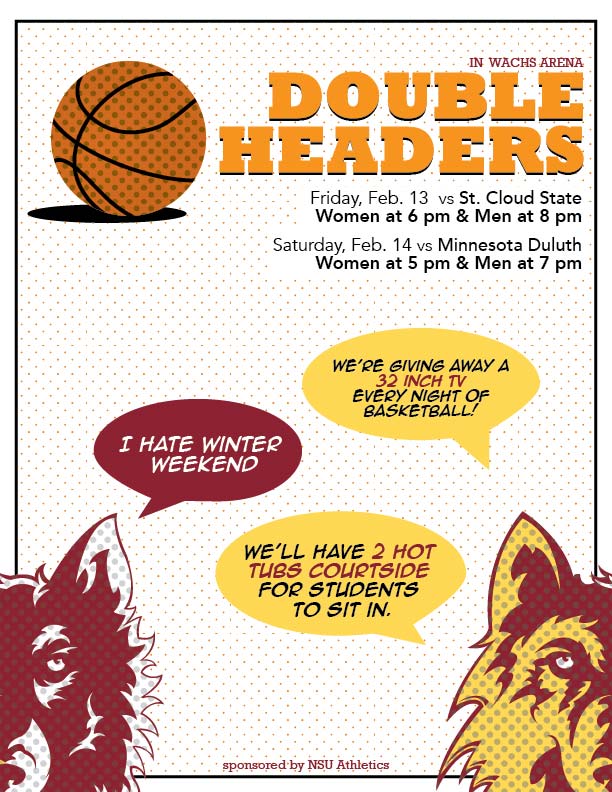 IN WACHS ARENA
DOUBLE
HEADERS
Friday, Feb. 13 vs St. Cloud State
Women at 6 pm & Men at 8 pm
Saturday, Feb. 14 vs Minnesota Duluth
Women at 5 pm & Men at 7 pm
WE'RE GIVING AWAY A
32 INCH TV
EVERY NIGHT OF
BASKETBALL!
I HATE WINTER
WEEKEND
WE'LL HAVE 2 HOT
TUBS COURTSIDE
FOR STUDENTS
TO SIT IN.
sponsored by NSU Athletics